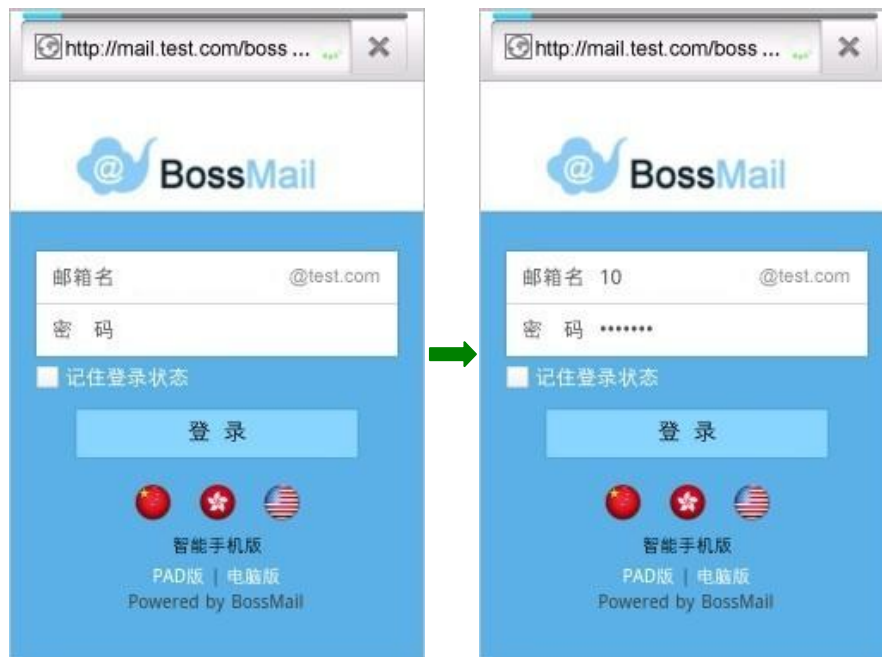 http://mail.test.com/boss ...
@ BossMail
邮箱名 @test.com
密 码
记住登录状态
登 录
智能手机版
PAD版 | 电脑版
Powered by BossMail
http://mail.test.com/boss ...
@ BossMail
邮箱名 10 @test.com
密 码 •••••••
记住登录状态
登 录
智能手机版
PAD版 | 电脑版
Powered by BossMail